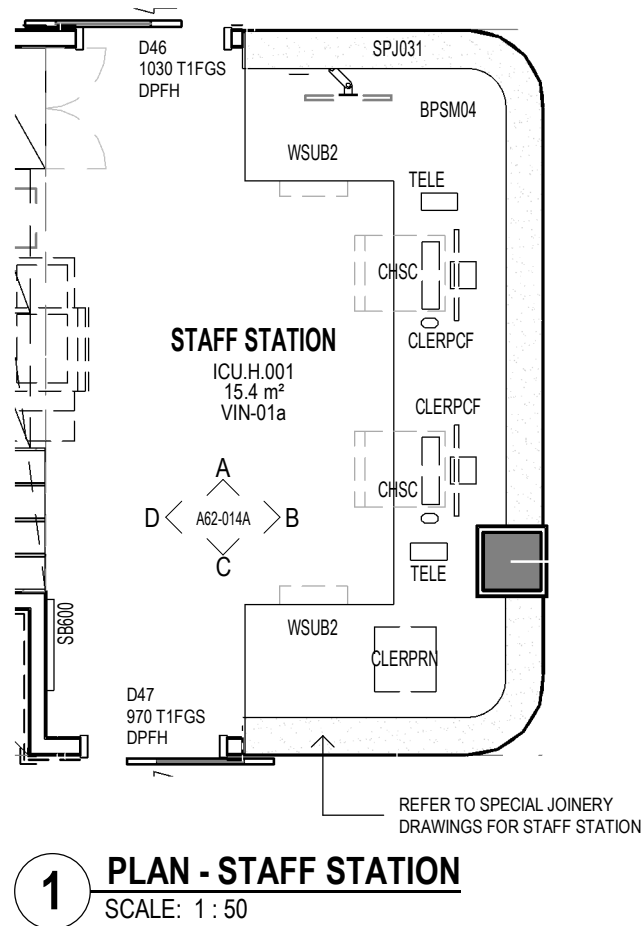 D46
1030 T1FGS
DPFH
SPJ031
BPSM04
WSUB2
TELE
CHSC
CLERPCF
STAFF STATION
ICU.H.001
15.4 m²
VIN-01a
CLERPCF
CHSC
A
D A62-014A B
C
TELE
SB600
WSUB2
CLERPRN
D47
970 T1FGS
DPFH
REFER TO SPECIAL JOINERY
DRAWINGS FOR STAFF STATION
1 PLAN - STAFF STATION
SCALE: 1 : 50